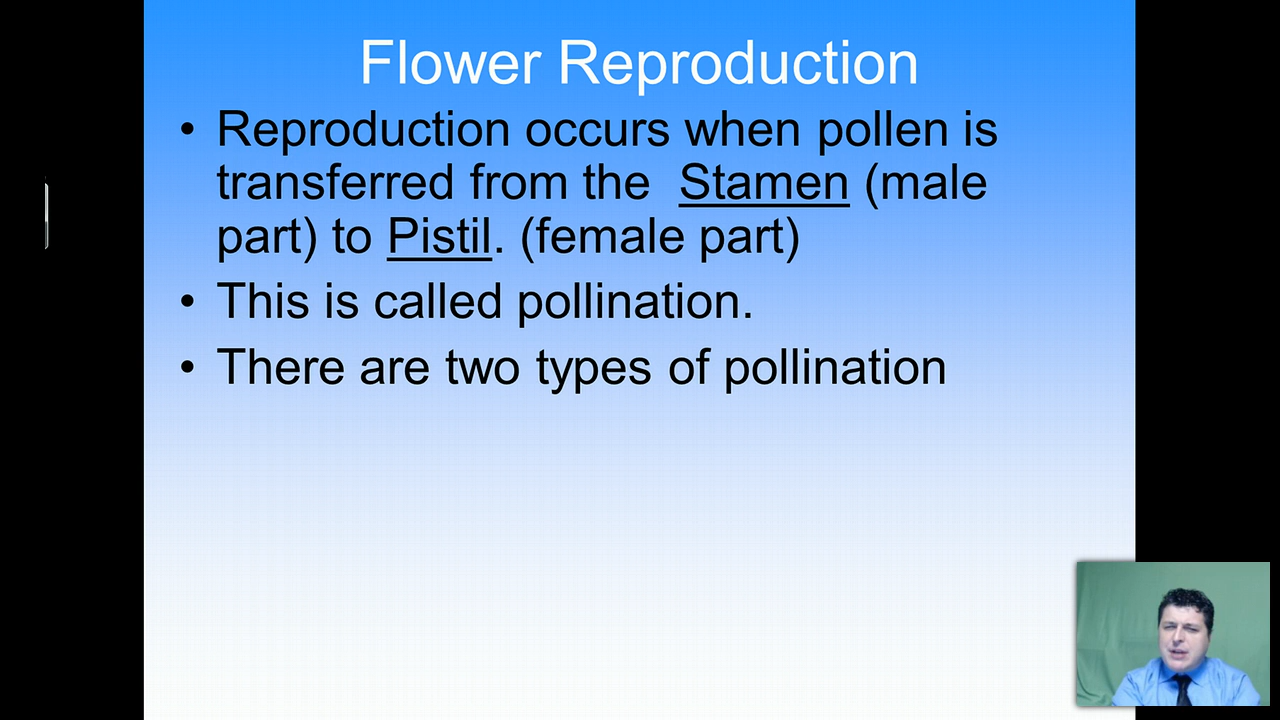 Flower Reproduction
• Reproduction occurs when pollen is
transferred from the Stamen (male
part) to Pistil. (female part)
• This is called pollination.
• There are two types of pollination